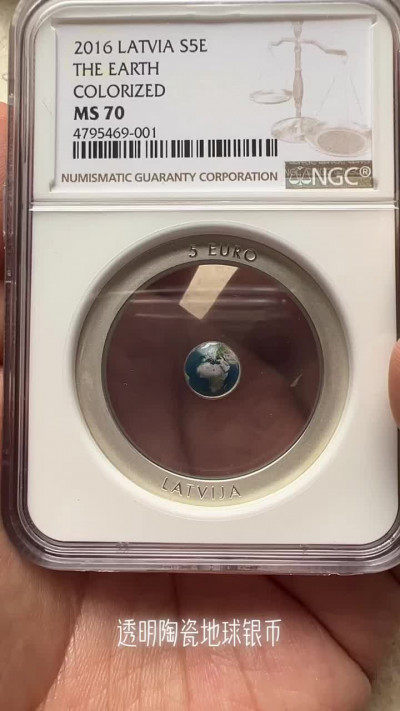 2016 LATVIA S5E
THE EARTH
COLORIZED
MS 70
4795469-001
NUMISMATIC GUARANTY CORPORATION
NGC®
5 EURO
LATVIJA
透明陶瓷地球银币